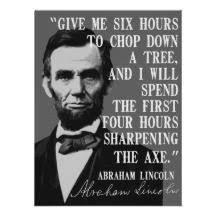 “GIVE ME SIX HOURS
TO CHOP DOWN
A TREE,
AND I WILL
SPEND
THE FIRST
FOUR HOURS
SHARPENING
THE AXE.”
ABRAHAM LINCOLN
Abraham Lincoln